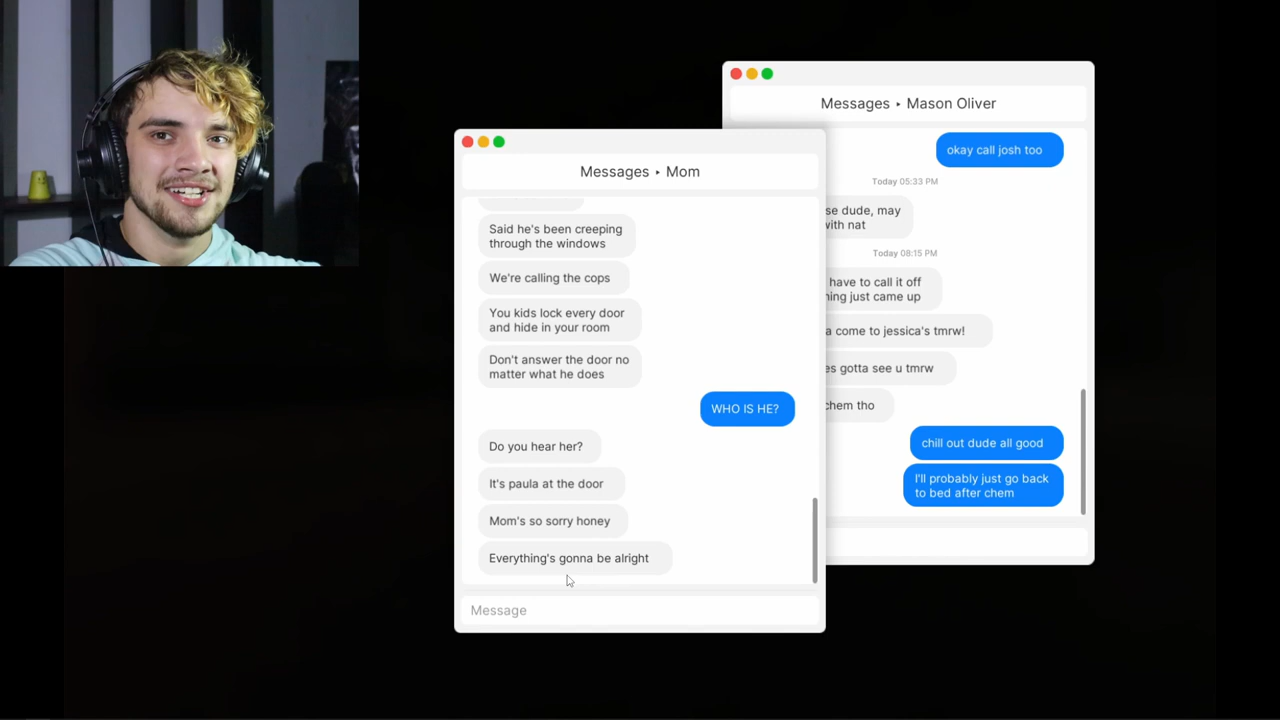 Messages ‣ Mom
Said he's been creeping
through the windows
We're calling the cops
You kids lock every door
and hide in your room
Don't answer the door no
matter what he does
WHO IS HE?
Do you hear her?
It's paula at the door
Mom's so sorry honey
Everything's gonna be alright
Message
Messages ‣ Mason Oliver
okay call josh too
Today 05:33 PM
dude, may
with nat
Today 08:15 PM
have to call it off
just came up
come to jessica's tmrw!
gotta see u tmrw
chem tho
chill out dude all good
I'll probably just go back
to bed after chem